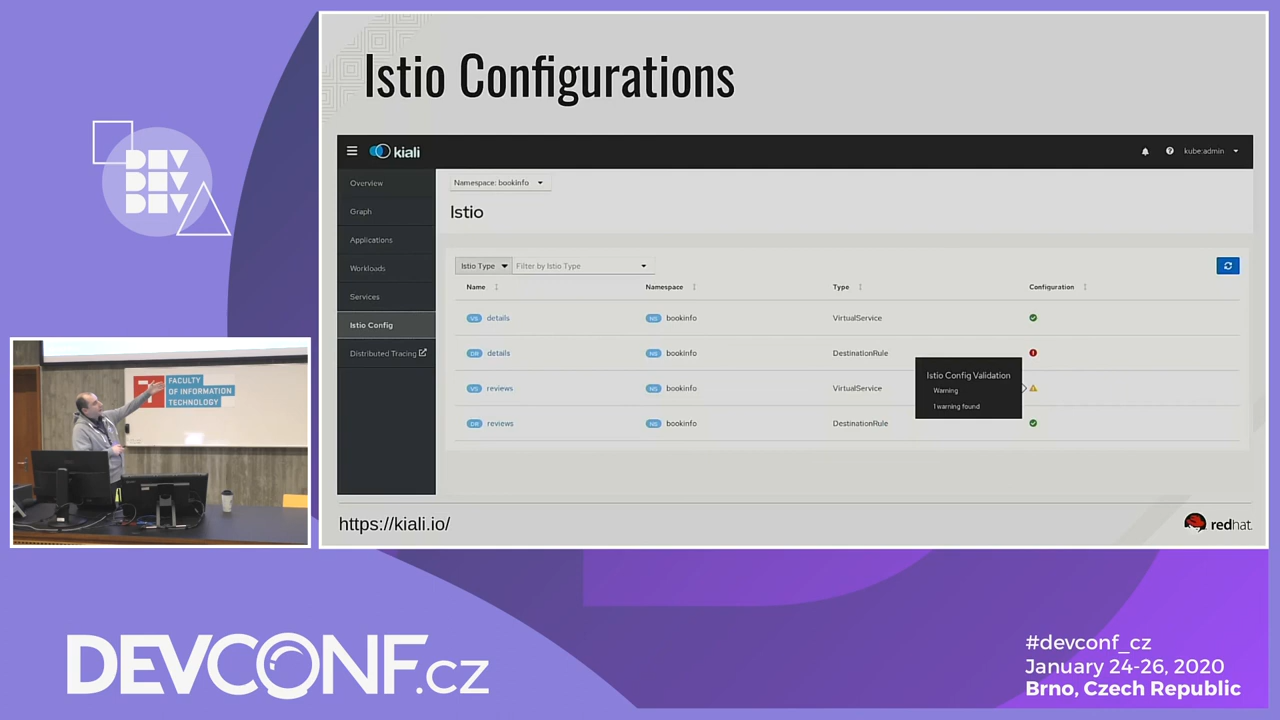 DEV
DEV
DEV
Istio Configurations
kiali
kube:admin
Overview
Graph
Applications
Workloads
Services
Istio Config
Distributed Tracing
Namespace: bookinfo
Istio
Istio Type
Filter by Istio Type
Name Namespace Type Configuration
VS details NS bookinfo VirtualService
DR details NS bookinfo DestinationRule
VS reviews NS bookinfo VirtualService
DR reviews NS bookinfo DestinationRule
Istio Config Validation
Warning
1 warning found
https://kiali.io/
redhat.
FACULTY
OF INFORMATION
TECHNOLOGY
DEVCONF.cz
#devconf_cz
January 24-26, 2020
Brno, Czech Republic